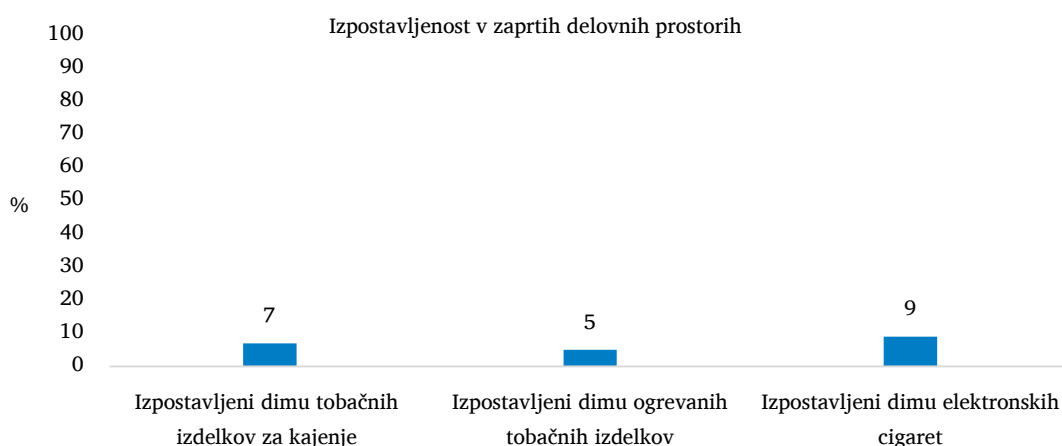 Izpostavljenost v zaprtih delovnih prostorih
100
90
80
70
60
50
40
30
20
10
0
%
7
5
9
Izpostavljeni dimu tobačnih
izdelkov za kajenje
Izpostavljeni dimu ogrevanih
tobačnih izdelkov
Izpostavljeni dimu elektronskih
cigaret